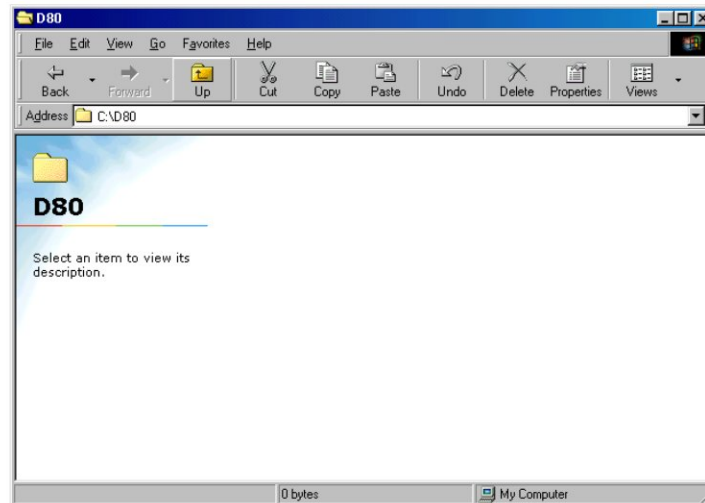 D80
File Edit View Go Favorites Help
Back Forward Up Cut Copy Paste Undo Delete Properties Views
Address C:\D80
D80
Select an item to view its
description.
0 bytes My Computer